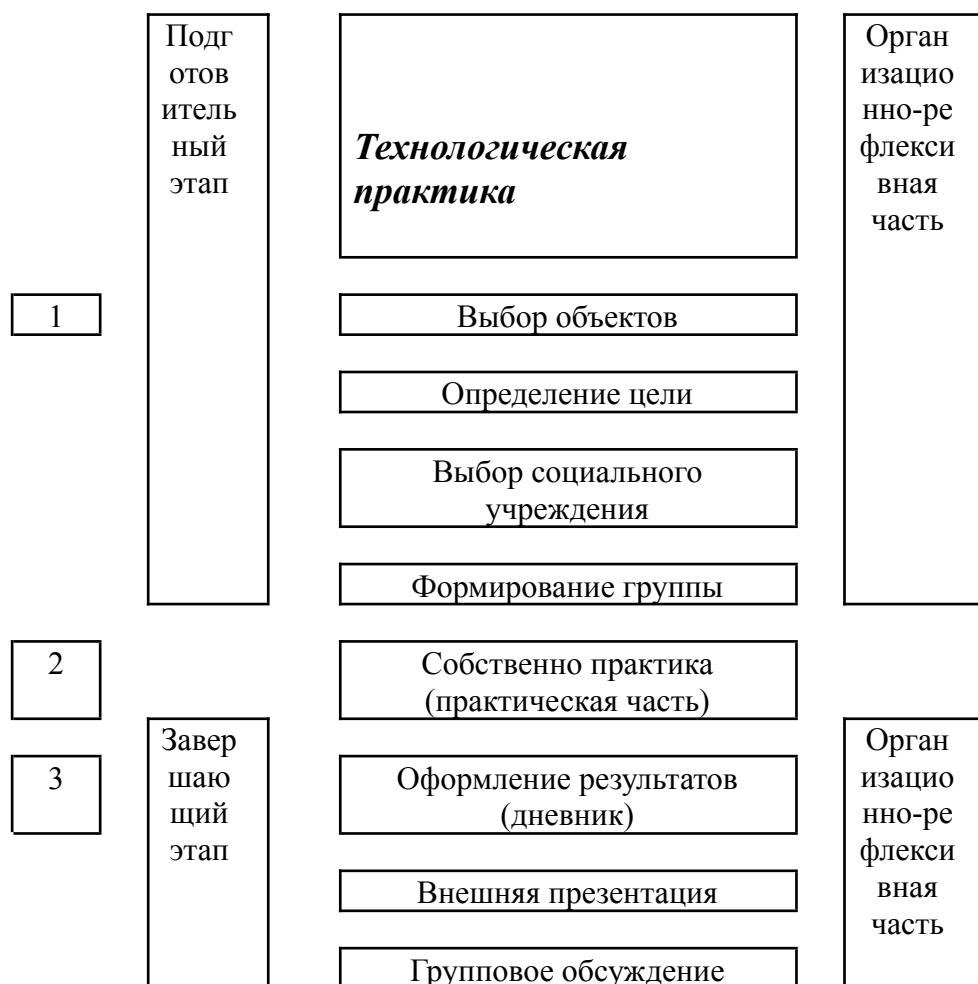 Подг
отов
итель
ный
этап
Технологическая
практика
Орган
изацио
нно-ре
флекси
вная
часть
1
Выбор объектов
Определение цели
Выбор социального
учреждения
Формирование группы
2
Собственно практика
(практическая часть)
Завер
шаю
щий
этап
3
Оформление результатов
(дневник)
Внешняя презентация
Групповое обсуждение
Орган
изацио
нно-ре
флекси
вная
часть